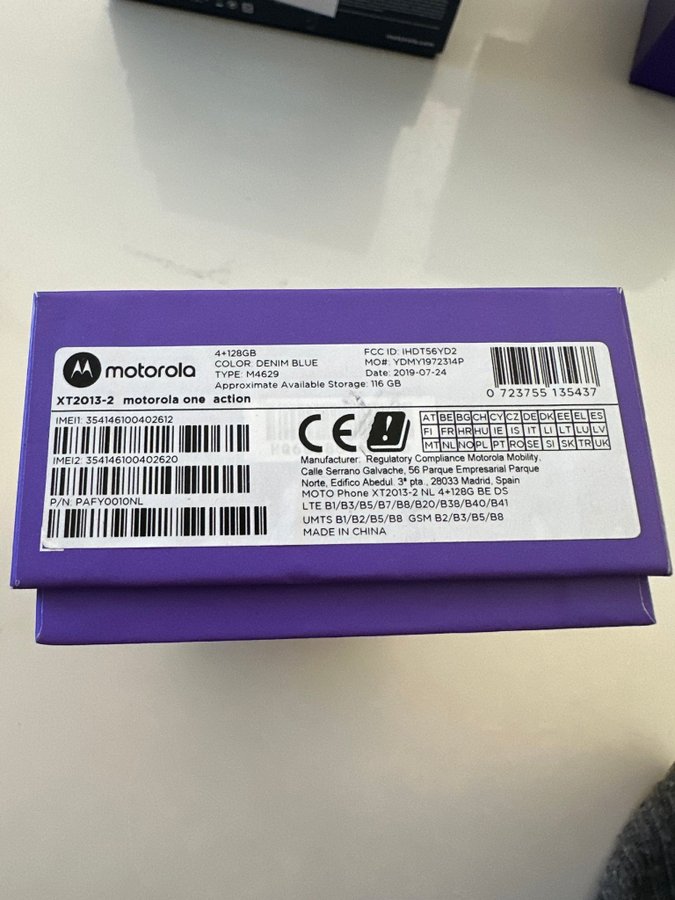 motorola.com
motorola
4+128GB
COLOR: DENIM BLUE
TYPE: M4629
Approximate Available Storage: 116 GB
FCC ID: IHDT56YD2
MO#: YDMY1972314P
Date: 2019-07-24
0 723755 135437
XT2013-2 motorola one action
IMEI1: 354146100402612
IMEI2: 354146100402620
P/N: PAFY0010NL
CE
AT BE BG CH CY CZ DE DK EE EL ES
FI FR HR HU IE IS IT LI LT LU LV
MT NL NO PL PT RO SE SI SK TR UK
Manufacturer: Regulatory Compliance Motorola Mobility,
Calle Serrano Galvache, 56 Parque Empresarial Parque
Norte, Edifico Abedul, 3ª pta., 28033 Madrid, Spain
MOTO Phone XT2013-2 NL 4+128G BE DS
LTE B1/B3/B5/B7/B8/B20/B38/B40/B41
UMTS B1/B2/B5/B8 GSM B2/B3/B5/B8
MADE IN CHINA